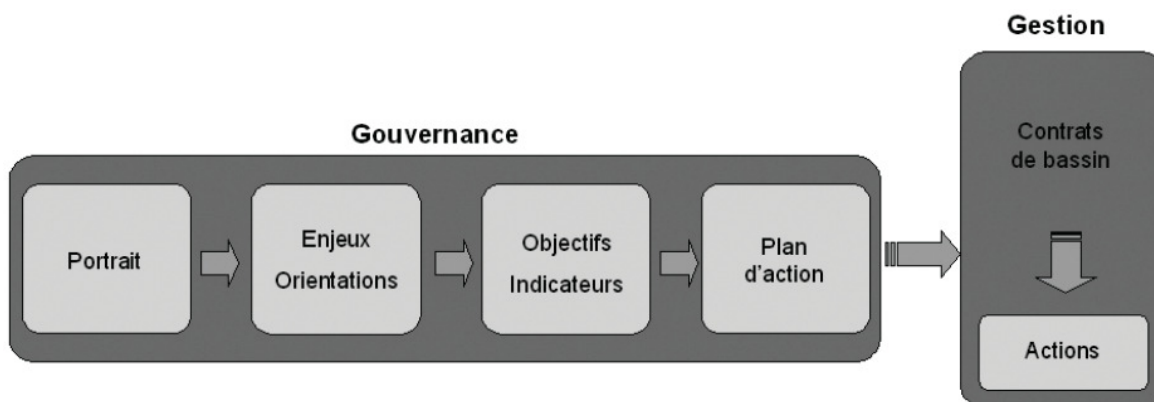 Gestion
Gouvernance
Portrait
Enjeux
Orientations
Objectifs
Indicateurs
Plan
d'action
Contrats
de bassin
Actions